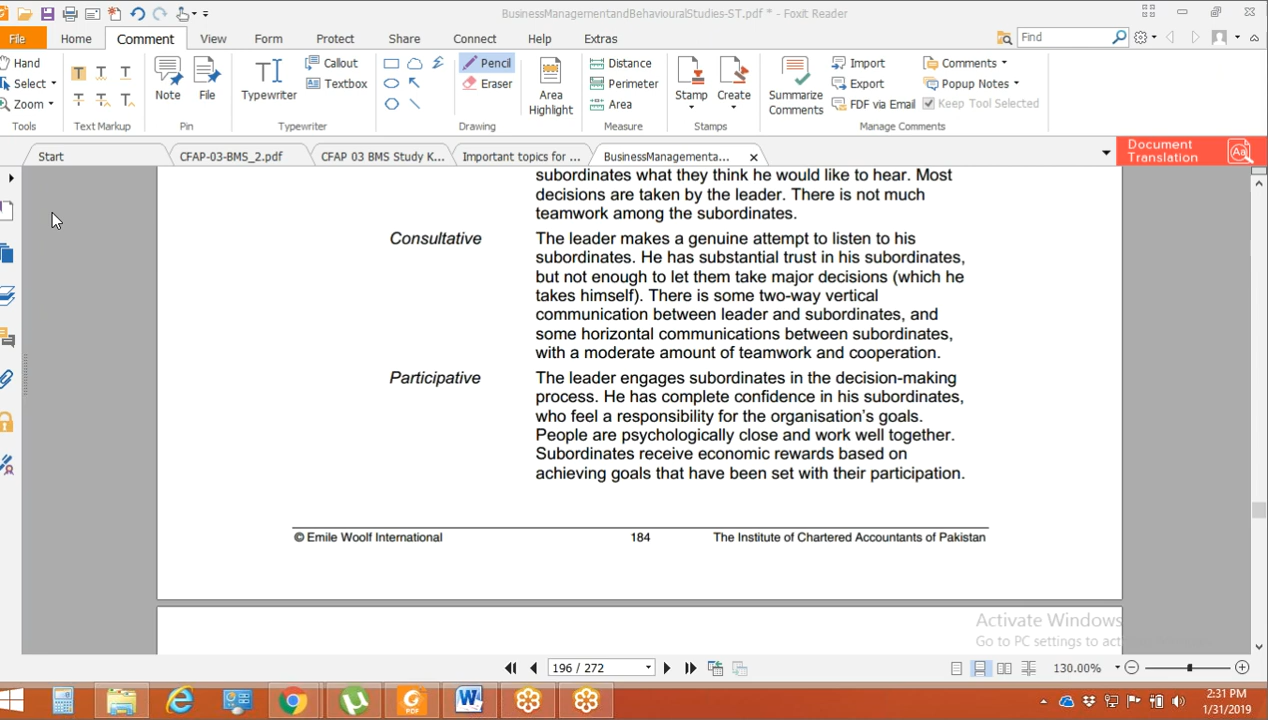 BusinessManagementandBehaviouralStudies-ST.pdf * - Foxit Reader
File Home Comment View Form Protect Share Connect Help Extras
Find
Hand
Select
Zoom
Tools
T T T
T T T
Text Markup
Note File
Pin
Typewriter
Callout
Textbox
Typewriter
Pencil
Eraser
Area Highlight
Drawing
Distance
Perimeter
Area
Measure
Stamp Create
Stamps
Summarize Comments
Import
Export
FDF via Email
Comments
Popup Notes
Keep Tool Selected
Manage Comments
Start CFAP-03-BMS_2.pdf CFAP 03 BMS Study K... Important topics for ... BusinessManagementa...
Document
Translation
subordinates what they think he would like to hear. Most
decisions are taken by the leader. There is not much
teamwork among the subordinates.
Consultative The leader makes a genuine attempt to listen to his
subordinates. He has substantial trust in his subordinates,
but not enough to let them take major decisions (which he
takes himself). There is some two-way vertical
communication between leader and subordinates, and
some horizontal communications between subordinates,
with a moderate amount of teamwork and cooperation.
Participative The leader engages subordinates in the decision-making
process. He has complete confidence in his subordinates,
who feel a responsibility for the organisation's goals.
People are psychologically close and work well together.
Subordinates receive economic rewards based on
achieving goals that have been set with their participation.
© Emile Woolf International 184 The Institute of Chartered Accountants of Pakistan
Activate Windows
Go to PC settings to
196 / 272
130.00%
2:31 PM
1/31/2019